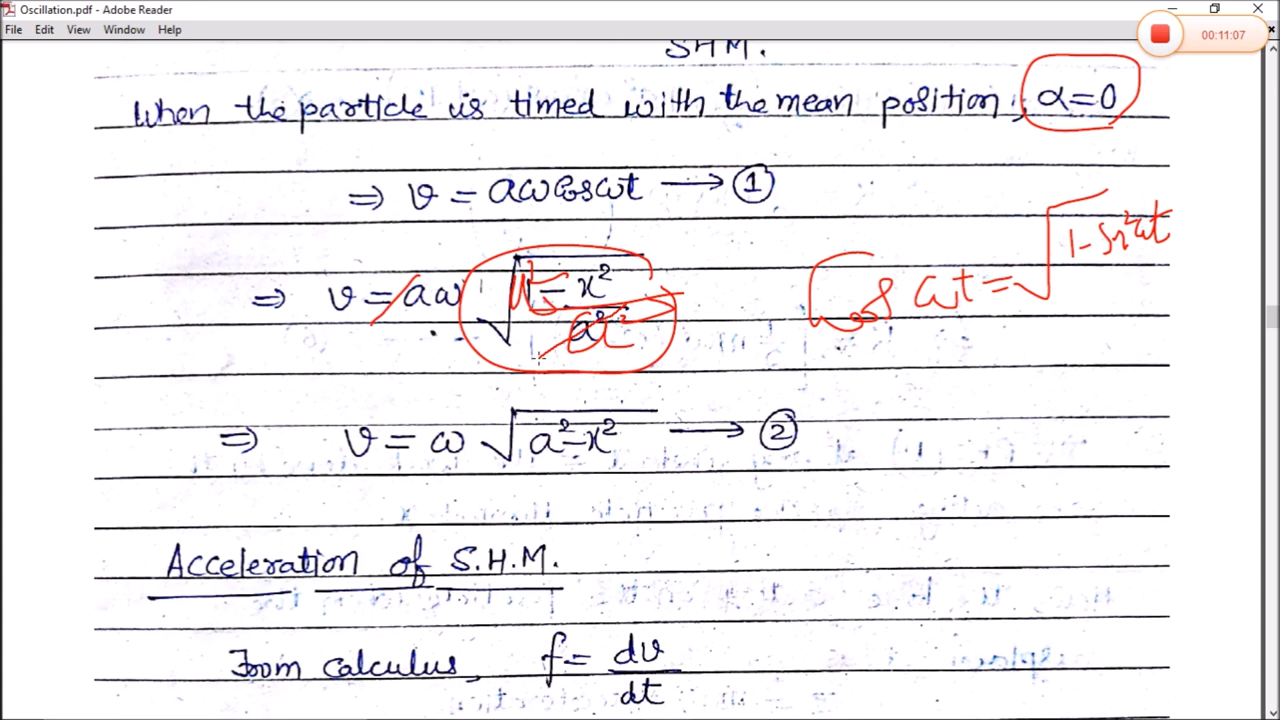 Oscillation.pdf - Adobe Reader
File Edit View Window Help
00:11:07
SHM.
When the particle is timed with the mean position, α=0
⇒ v = aω cosωt → ①
⇒ v = aω √(1 − x²/a²) cos ωt = √(1-sin²ωt)
⇒ v = ω √(a²−x²) → ②
Acceleration of S.H.M.
From calculus, f = dv/dt